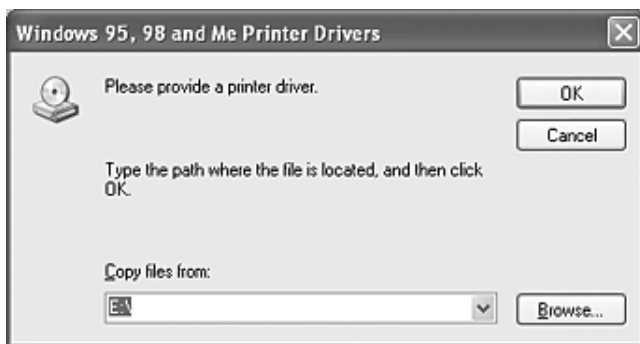 Windows 95, 98 and Me Printer Drivers
Please provide a printer driver.
OK
Cancel
Type the path where the file is located, and then click
OK.
Copy files from:
E:\
Browse...